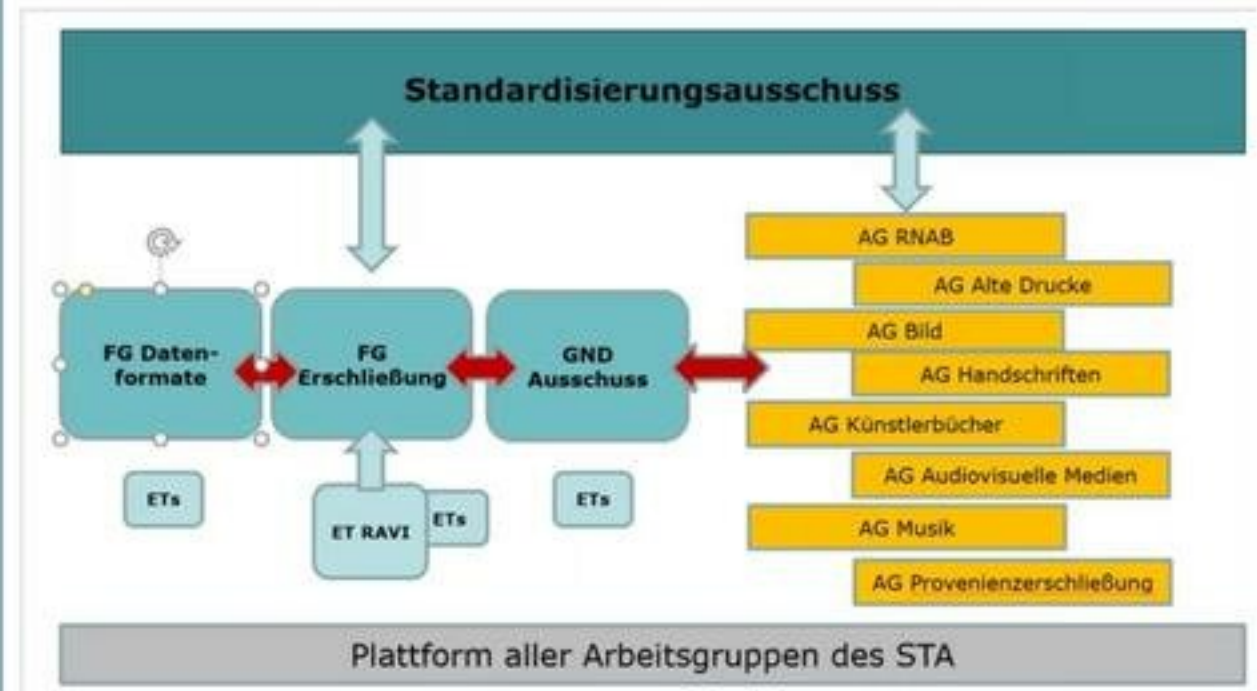 Standardisierungsausschuss
FG Daten-
formate
FG
Erschließung
GND
Ausschuss
ETs
ET RAVI
ETs
ETs
AG RNAB
AG Alte Drucke
AG Bild
AG Handschriften
AG Künstlerbücher
AG Audiovisuelle Medien
AG Musik
AG Provenienzerschließung
Plattform aller Arbeitsgruppen des STA